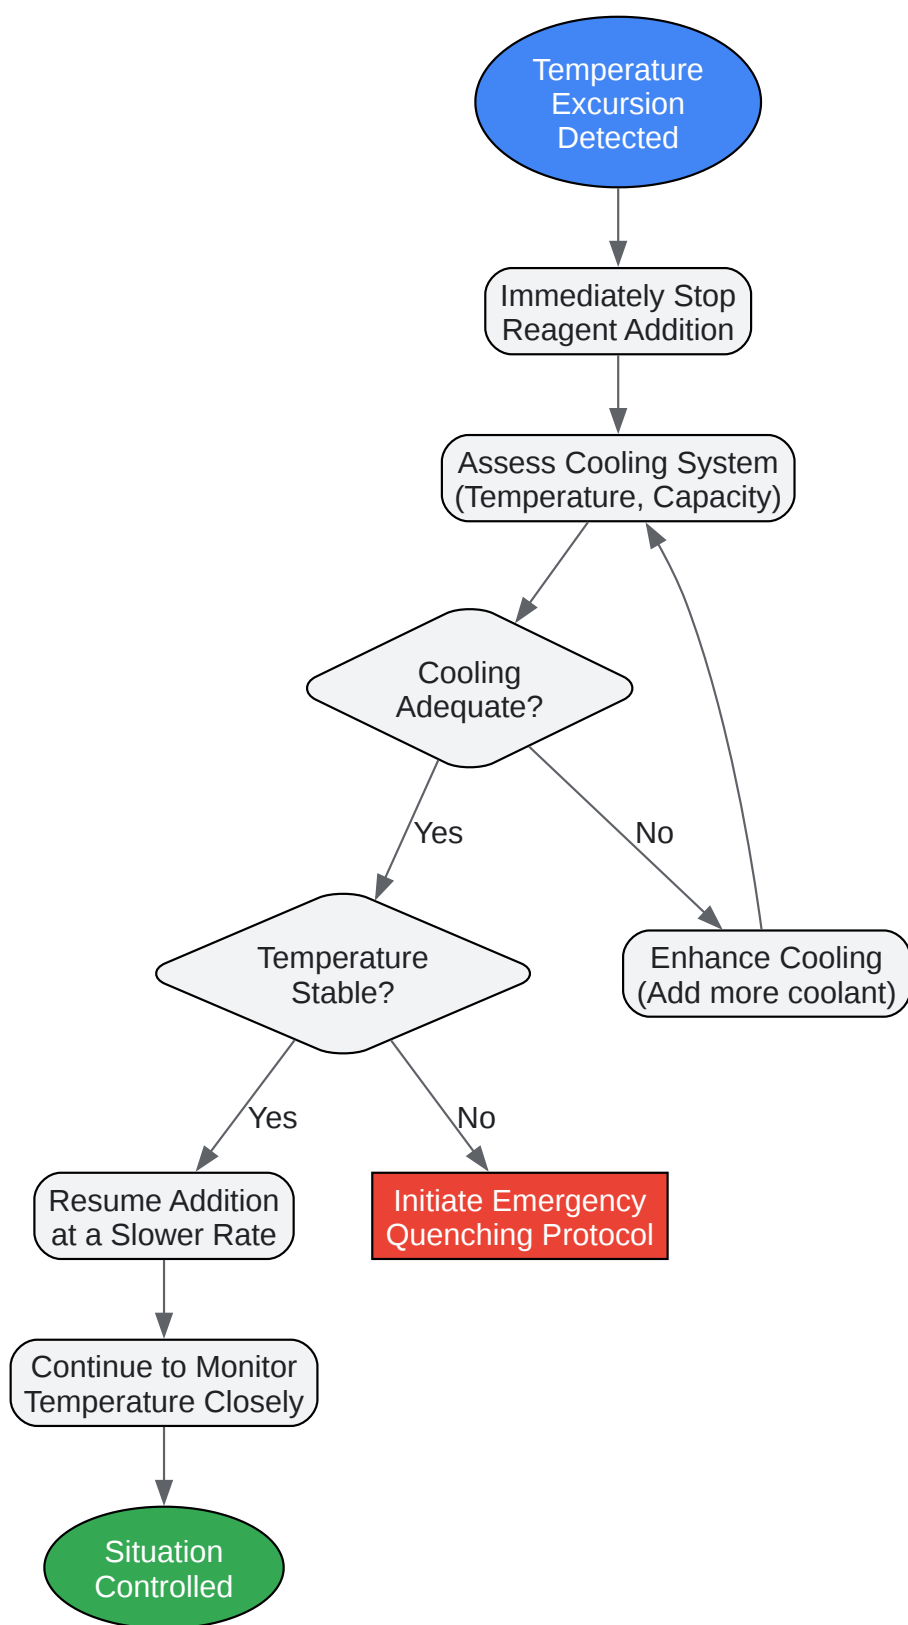 Temperature
Excursion
Detected
Immediately Stop
Reagent Addition
Assess Cooling System
(Temperature, Capacity)
Cooling
Adequate?
Yes
No
Temperature
Stable?
Enhance Cooling
(Add more coolant)
Yes
No
Resume Addition
at a Slower Rate
Initiate Emergency
Quenching Protocol
Continue to Monitor
Temperature Closely
Situation
Controlled